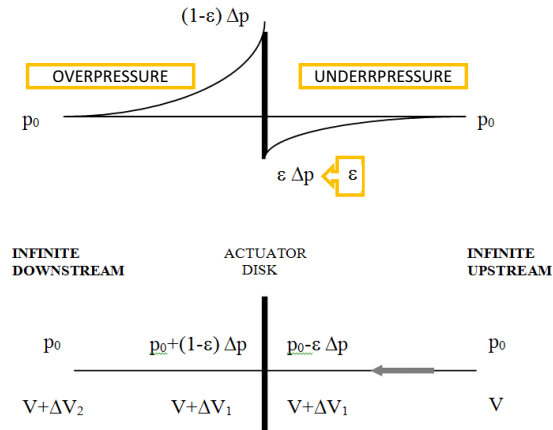 (1-ε) Δp
OVERPRESSURE
UNDERRPRESSURE
p₀
p₀
ε Δp
ε
INFINITE
DOWNSTREAM
ACTUATOR
DISK
INFINITE
UPSTREAM
p₀
p₀+(1-ε) Δp
p₀-ε Δp
p₀
V+ΔV₂
V+ΔV₁
V+ΔV₁
V